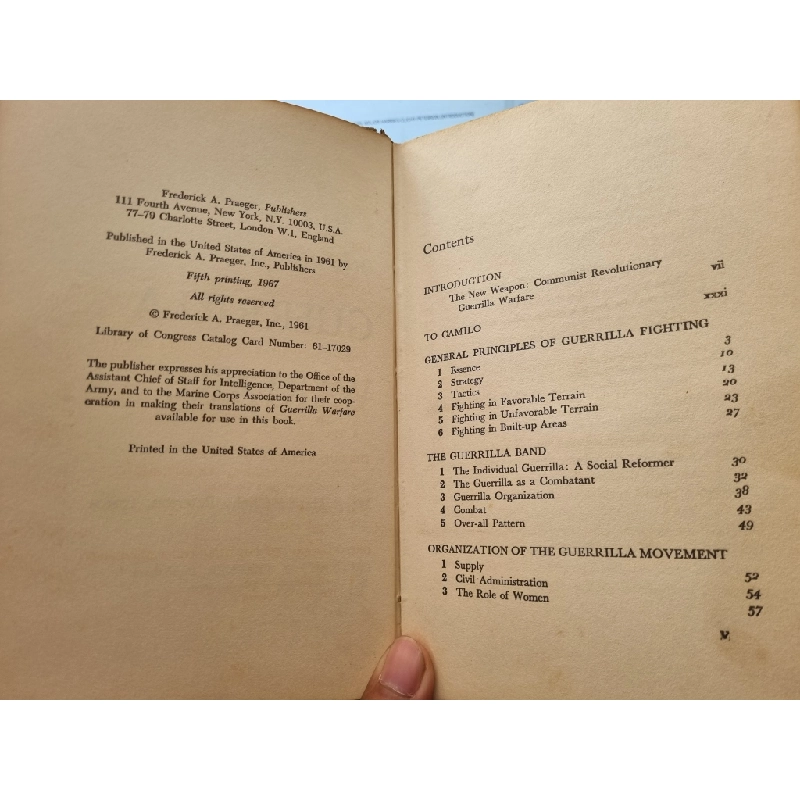 Frederick A. Praeger, Publishers
111 Fourth Avenue, New York, N.Y. 10003, U.S.A.
77-79 Charlotte Street, London W.1, England
Published in the United States of America in 1961 by
Frederick A. Praeger, Inc., Publishers
Fifth printing, 1967
All rights reserved
© Frederick A. Praeger, Inc., 1961
Library of Congress Catalog Card Number: 61-17029
The publisher expresses his appreciation to the Office of the
Assistant Chief of Staff for Intelligence, Department of the
Army, and to the Marine Corps Association for their coop-
eration in making their translations of Guerrilla Warfare
available for use in this book.
Printed in the United States of America
Contents
INTRODUCTION
The New Weapon: Communist Revolutionary
Guerrilla Warfare vii
TO CAMILO xxxi
GENERAL PRINCIPLES OF GUERRILLA FIGHTING
1 Essence 3
2 Strategy 10
3 Tactics 13
4 Fighting in Favorable Terrain 20
5 Fighting in Unfavorable Terrain 23
6 Fighting in Built-up Areas 27
THE GUERRILLA BAND
1 The Individual Guerrilla: A Social Reformer 30
2 The Guerrilla as a Combatant 32
3 Guerrilla Organization 38
4 Combat 43
5 Over-all Pattern 49
ORGANIZATION OF THE GUERRILLA MOVEMENT
1 Supply 52
2 Civil Administration 54
3 The Role of Women 57
v